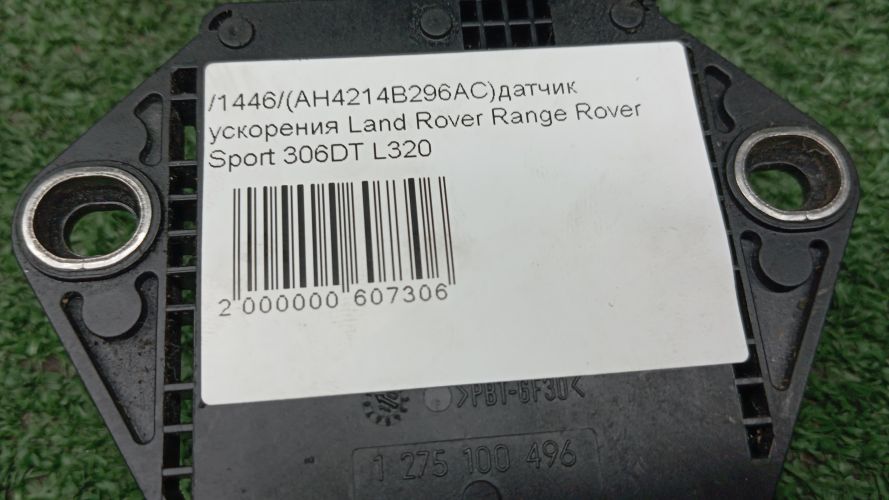 /1446/(AH4214B296AC)датчик
ускорения Land Rover Range Rover
Sport 306DT L320
2 000000 607306
>PBT-GF30<
1 275 100 496